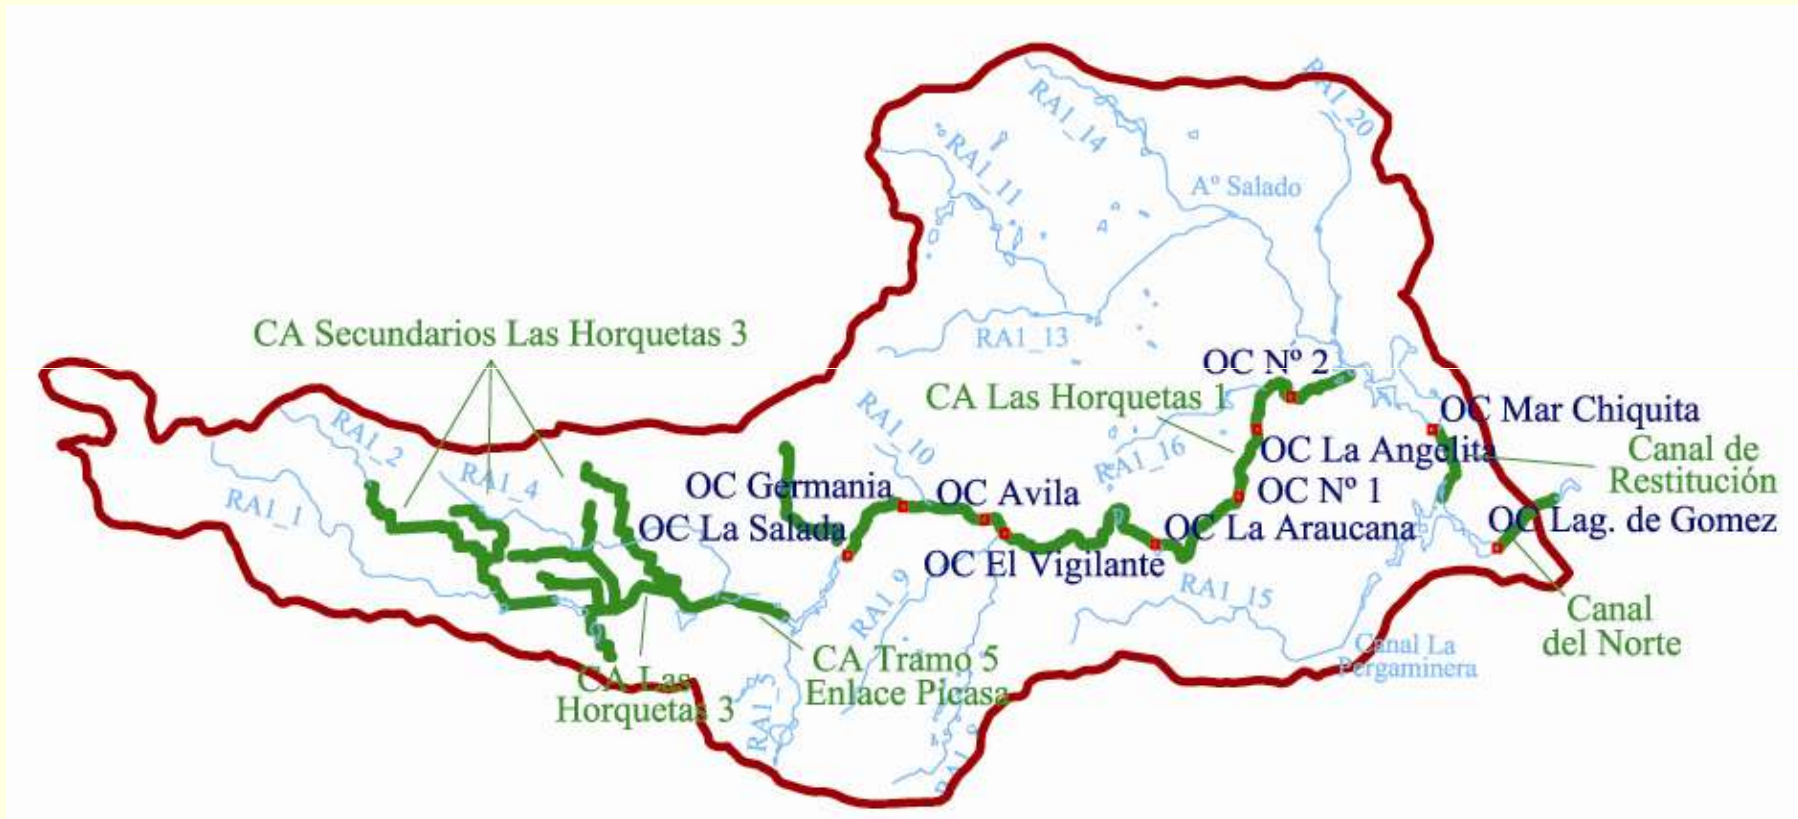 RA1_20
RA1_14
RA1_11
Aº Salado
CA Secundarios Las Horquetas 3
RA1_13
OC Nº 2
CA Las Horquetas 1
OC Mar Chiquita
RA1_2
RA1_10
RA1_16
OC La Angelita
Canal de
Restitución
RA1_4
OC Germania
OC Avila
OC Nº 1
RA1_1
OC La Salada
OC La Araucana
OC Lag. de Gomez
OC El Vigilante
RA1_9
RA1_15
Canal
del Norte
Canal La
Pergaminera
CA Tramo 5
Enlace Picasa
CA Las
Horquetas 3
RA1_5